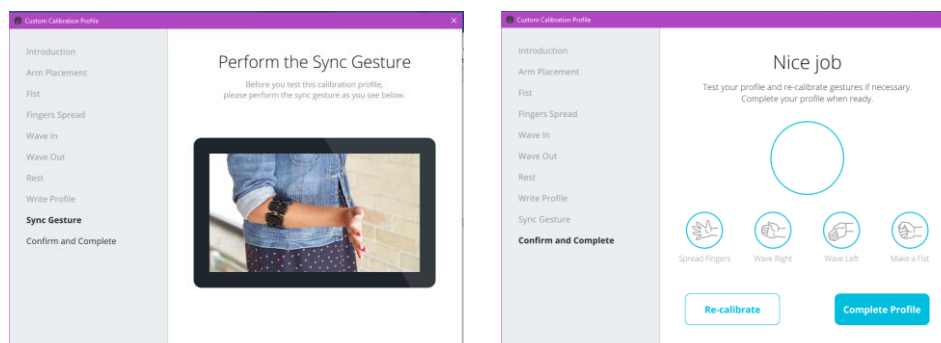 Custom Calibration Profile
Introduction
Arm Placement
Fist
Fingers Spread
Wave In
Wave Out
Rest
Write Profile
Sync Gesture
Confirm and Complete
Perform the Sync Gesture
Before you test this calibration profile,
please perform the sync gesture as you see below.
Custom Calibration Profile
Introduction
Arm Placement
Fist
Fingers Spread
Wave In
Wave Out
Rest
Write Profile
Sync Gesture
Confirm and Complete
Nice job
Test your profile and re-calibrate gestures if necessary.
Complete your profile when ready.
Spread Fingers
Wave Right
Wave Left
Make a Fist
Re-calibrate
Complete Profile